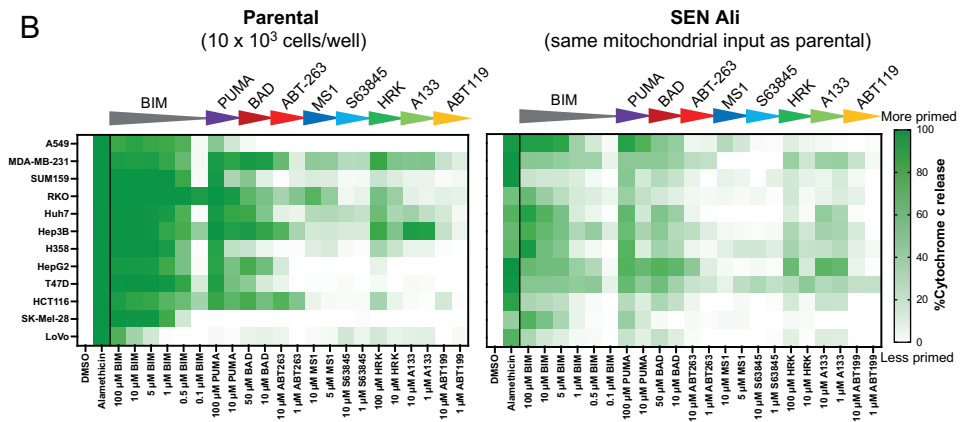 B
Parental
(10 x 10³ cells/well)
SEN Ali
(same mitochondrial input as parental)
BIM
PUMA
BAD
ABT-263
MS1
S63845
HRK
A133
ABT119
BIM
PUMA
BAD
ABT-263
MS1
S63845
HRK
A133
ABT119
A549
MDA-MB-231
SUM159
RKO
Huh7
Hep3B
H358
HepG2
T47D
HCT116
SK-Mel-28
LoVo
DMSO
Alamethicin
100 µM BIM
10 µM BIM
5 µM BIM
1 µM BIM
0.5 µM BIM
0.1 µM BIM
100 µM PUMA
10 µM PUMA
50 µM BAD
10 µM BAD
10 µM ABT263
1 µM ABT263
10 µM MS1
5 µM MS1
10 µM S63845
1 µM S63845
100 µM HRK
10 µM HRK
10 µM A133
1 µM A133
10 µM ABT199
1 µM ABT199
DMSO
Alamethicin
100 µM BIM
10 µM BIM
5 µM BIM
1 µM BIM
0.5 µM BIM
0.1 µM BIM
100 µM PUMA
10 µM PUMA
50 µM BAD
10 µM BAD
10 µM ABT263
1 µM ABT263
10 µM MS1
5 µM MS1
10 µM S63845
1 µM S63845
100 µM HRK
10 µM HRK
10 µM A133
1 µM A133
10 µM ABT199
1 µM ABT199
More primed
100
80
60
40
20
0
%Cytochrome c release
Less primed